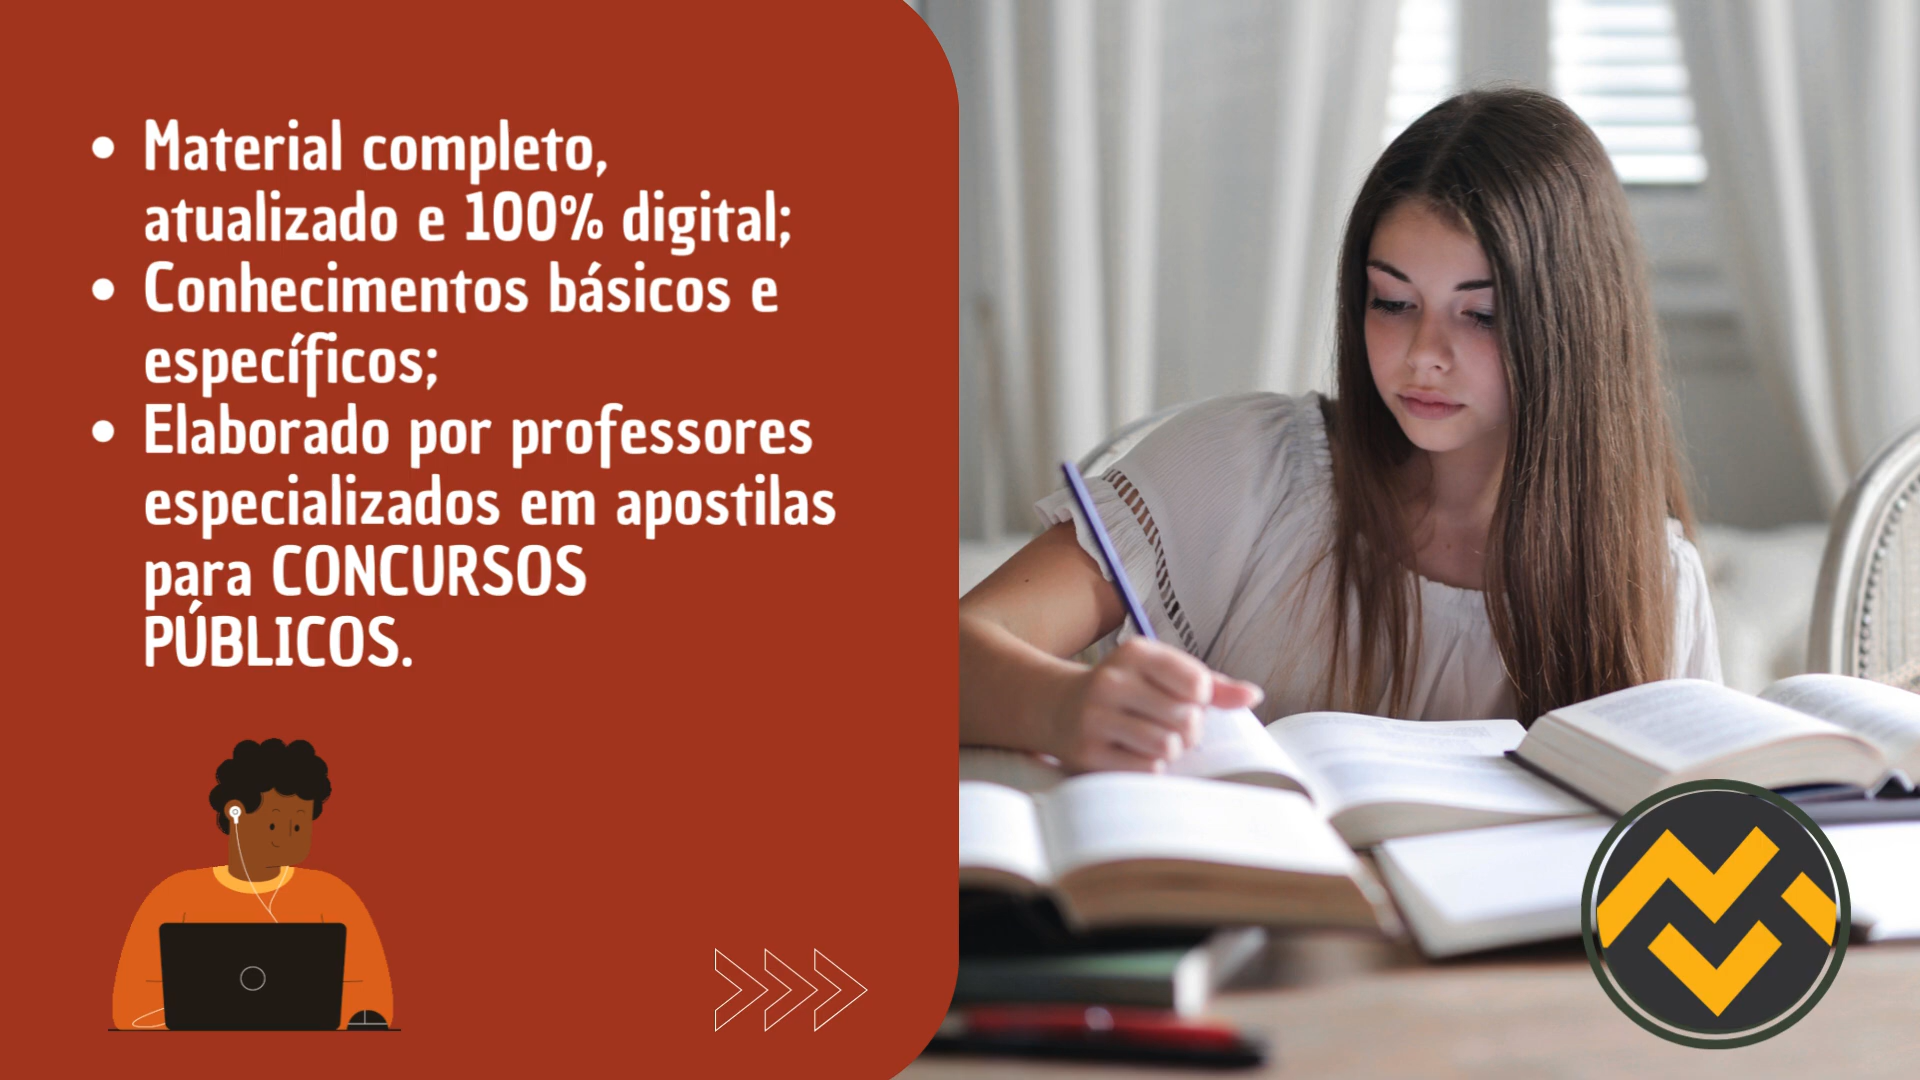 • Material completo,
atualizado e 100% digital;
• Conhecimentos básicos e
específicos;
• Elaborado por professores
especializados em apostilas
para CONCURSOS
PÚBLICOS.